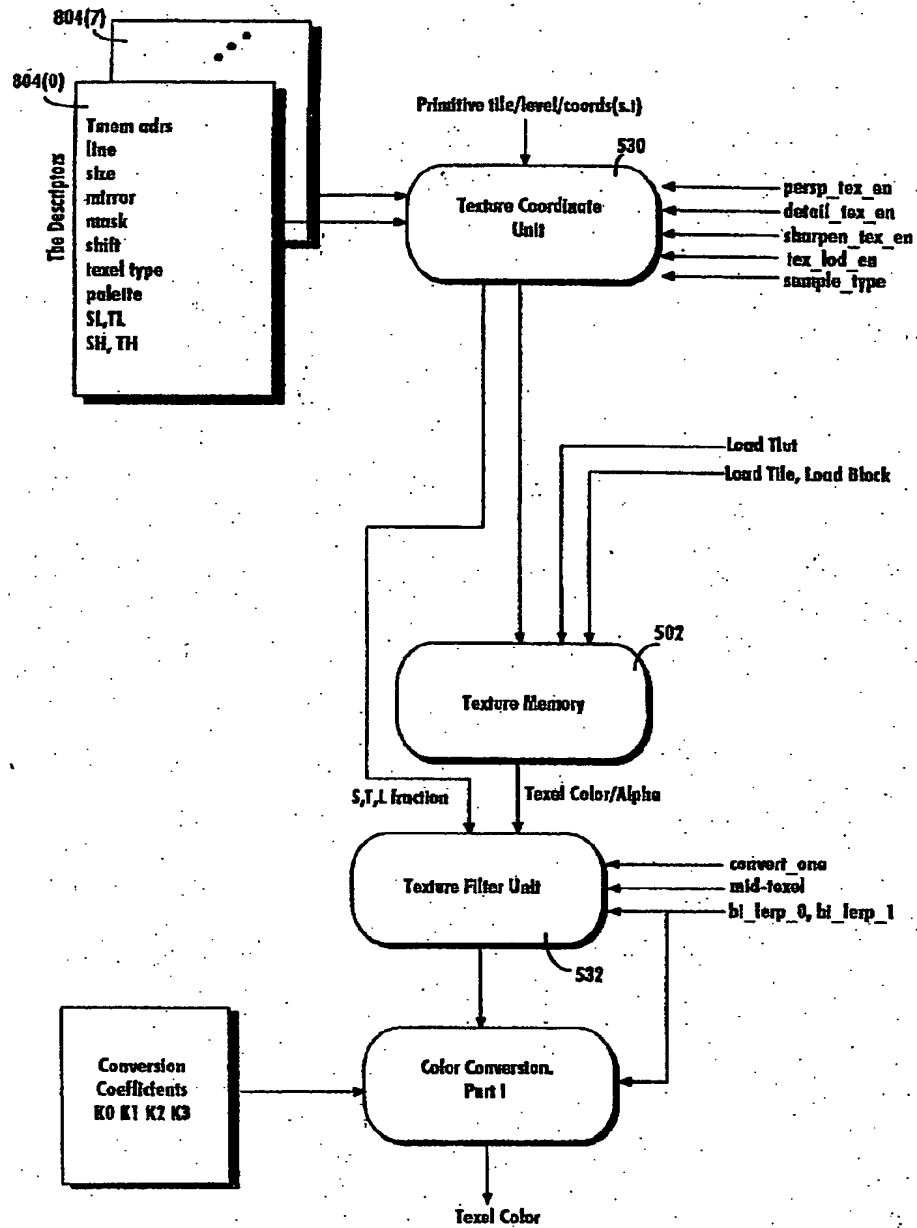 804(7)
804(0)
The Descriptors
Tmem adrs
line
size
mirror
mask
shift
texel type
palette
SL,TL
SH, TH
Primitive tile/level/coords(s.t)
530
Texture Coordinate
Unit
persp_tex_en
detail_tex_en
sharpen_tex_en
tex_lod_en
sample_type
Load Tlut
Load Tile, Load Block
502
Texture Memory
S,T,L fraction
Texel Color/Alpha
Texture Filter Unit
convert_one
mid-texel
bi_lerp_0, bi_lerp_1
532
Conversion
Coefficients
K0 K1 K2 K3
Color Conversion.
Part I
Texel Color